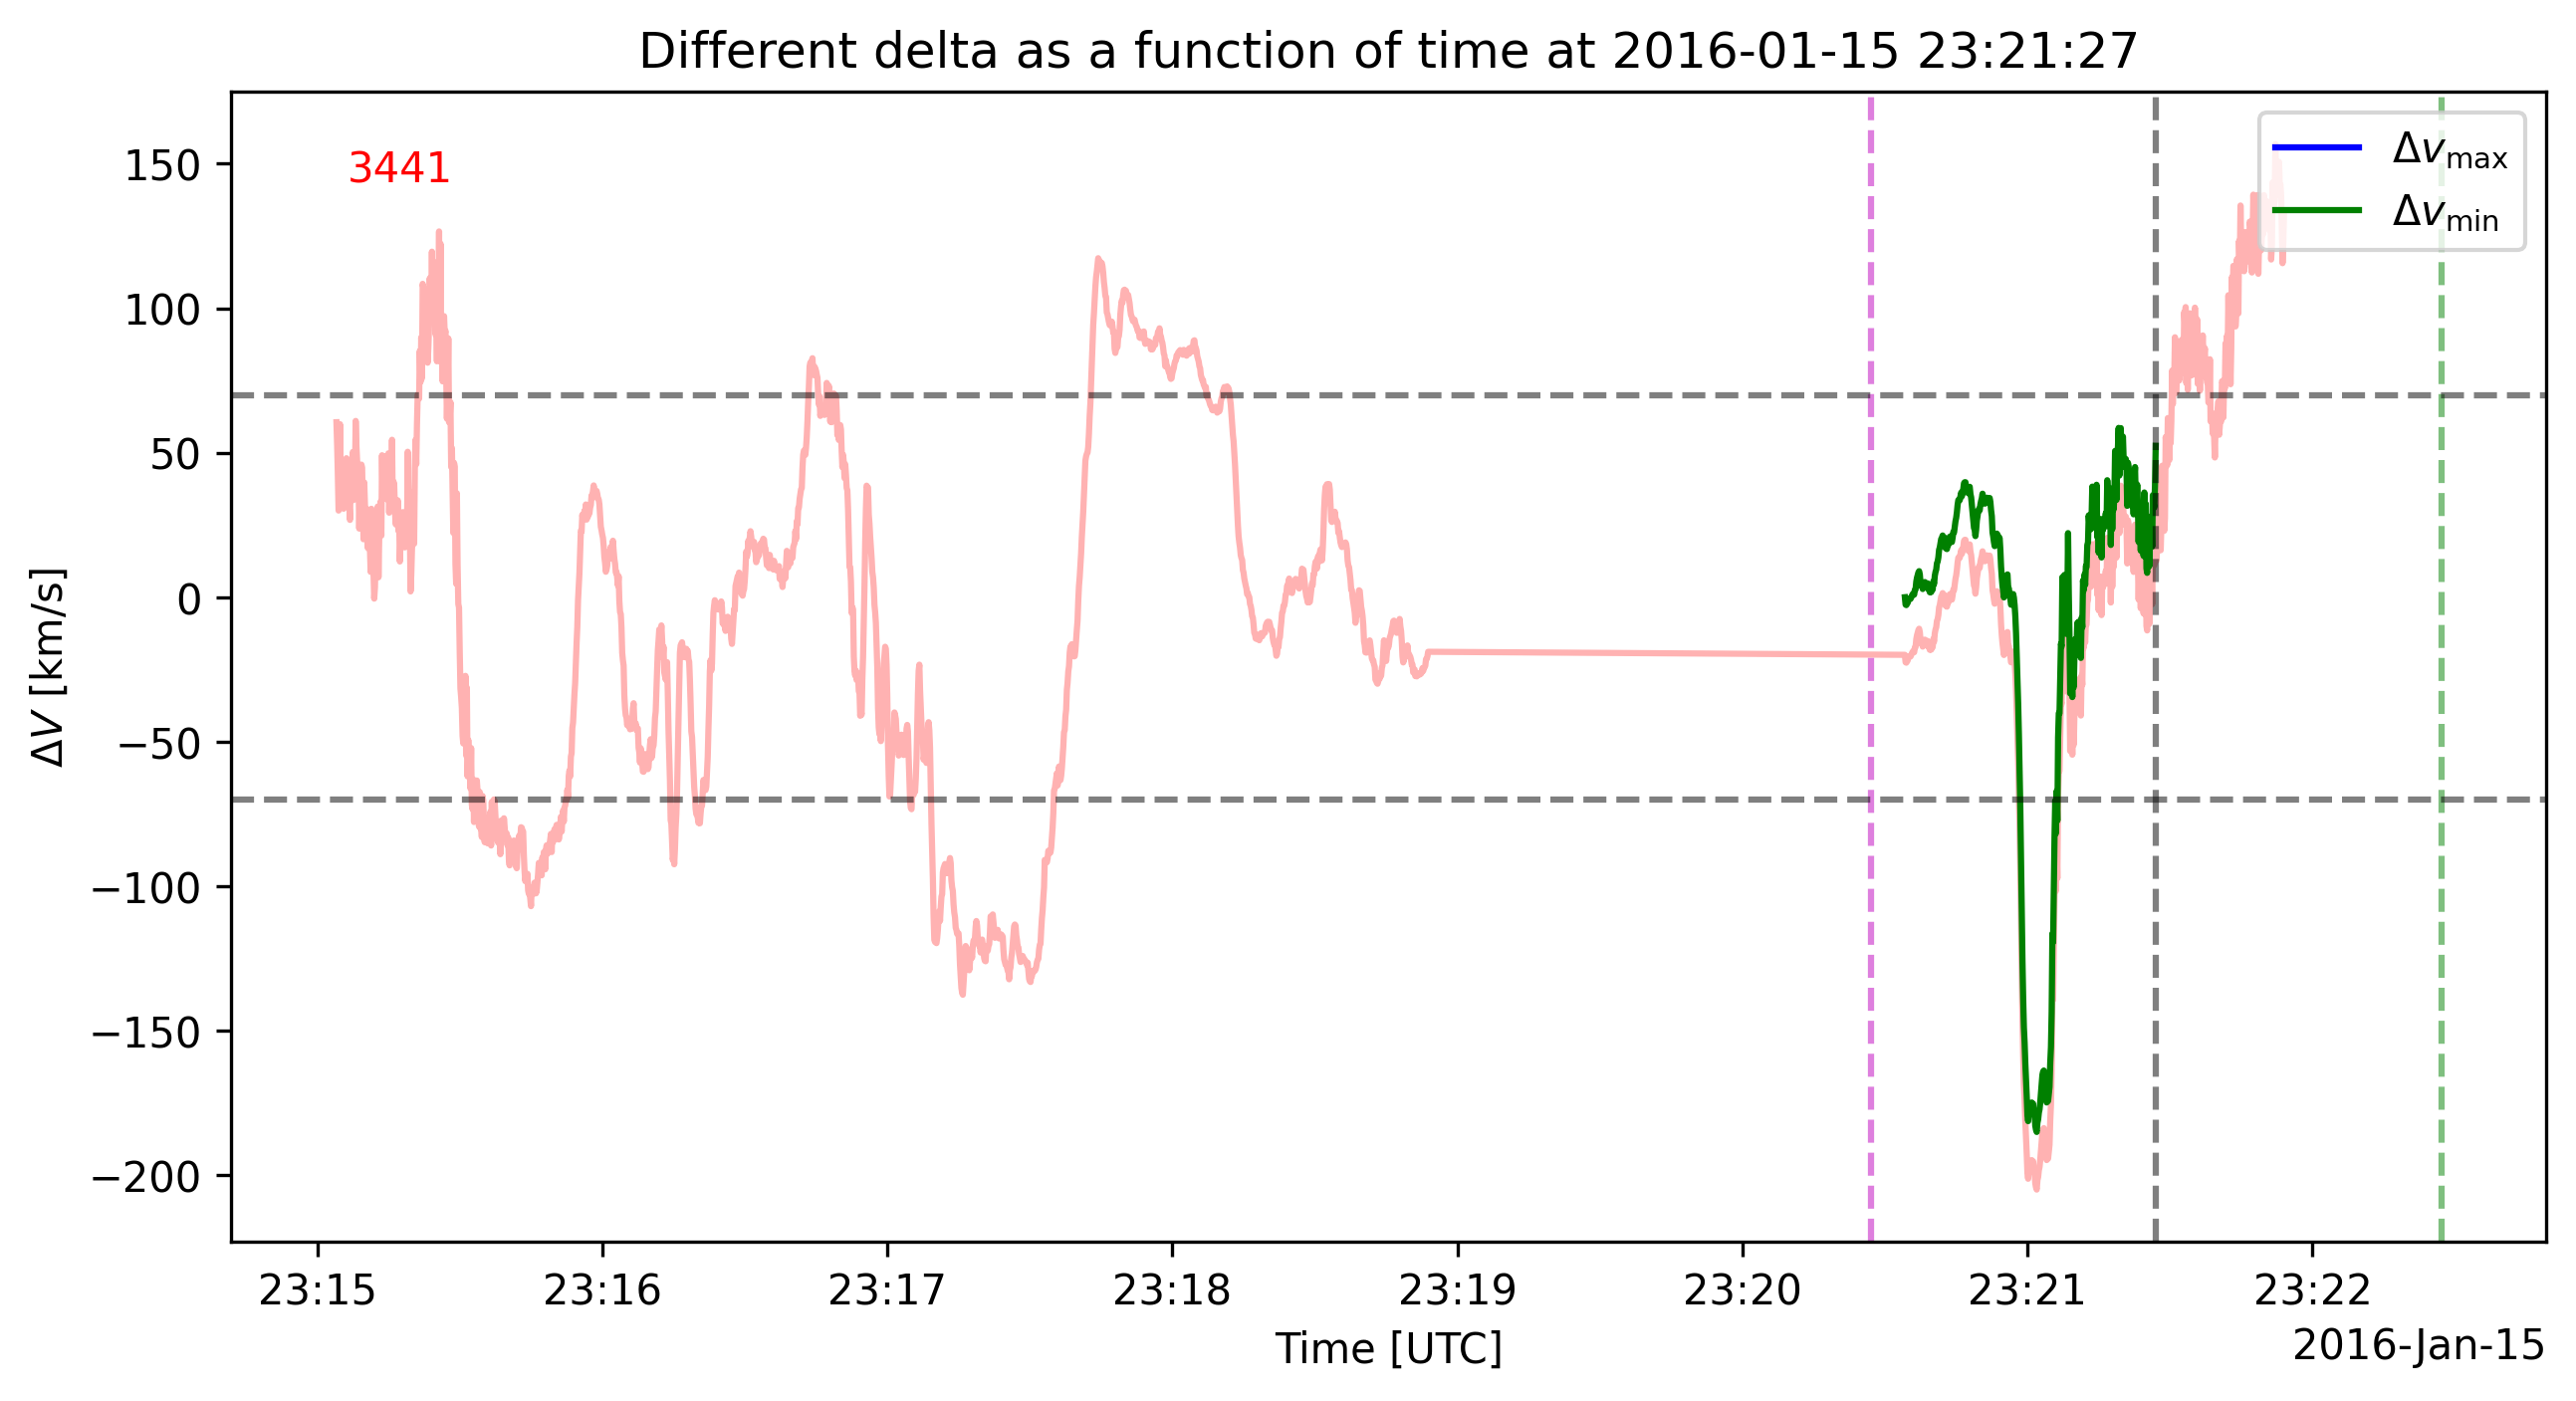 Different delta as a function of time at 2016-01-15 23:21:27
3441
Δv_max
Δv_min
150
100
50
0
−50
−100
−150
−200
ΔV [km/s]
23:15 23:16 23:17 23:18 23:19 23:20 23:21 23:22
Time [UTC]
2016-Jan-15